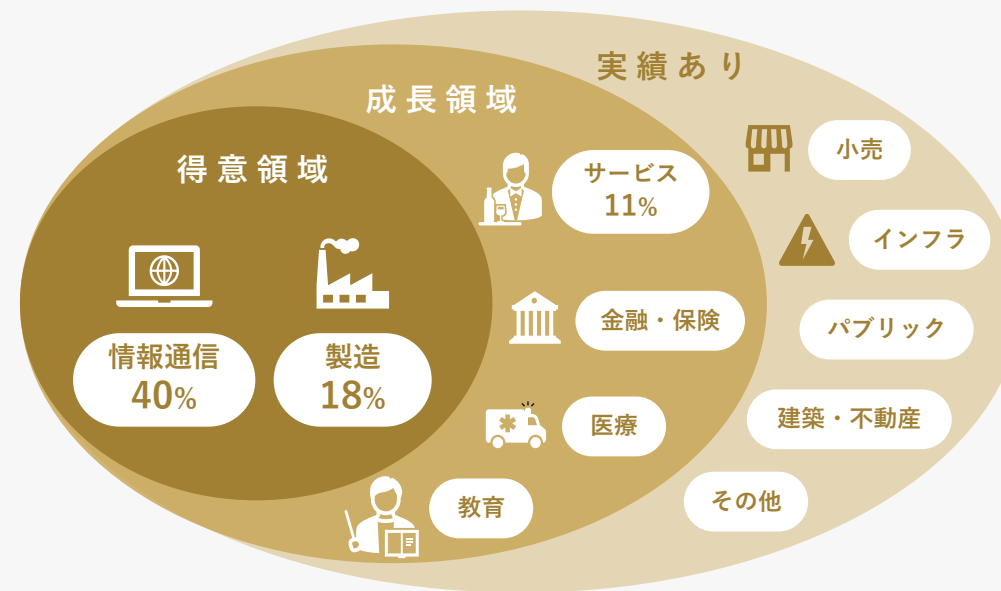 実績あり
成長領域
得意領域
情報通信
40%
製造
18%
サービス
11%
金融・保険
医療
教育
小売
インフラ
パブリック
建築・不動産
その他